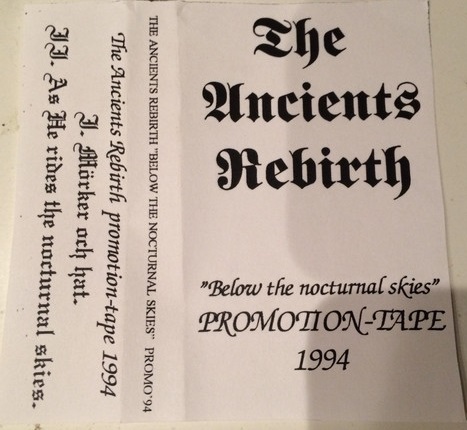 The
Ancients
Rebirth
"Below the nocturnal skies"
PROMOTION-TAPE
1994
THE ANCIENTS REBIRTH "BELOW THE NOCTURNAL SKIES" PROMO'94
The Ancients Rebirth promotion-tape 1994
I. Mörker och hat.
II. As He rides the nocturnal skies.